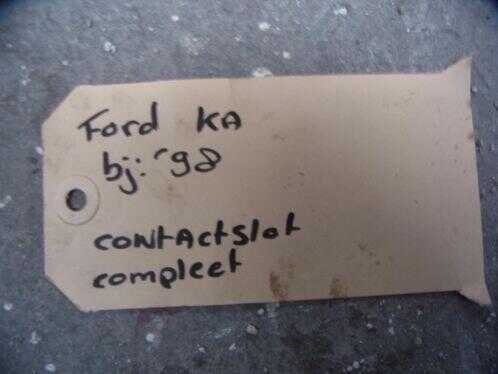 Ford KA
bj: '98
contactslot
compleet